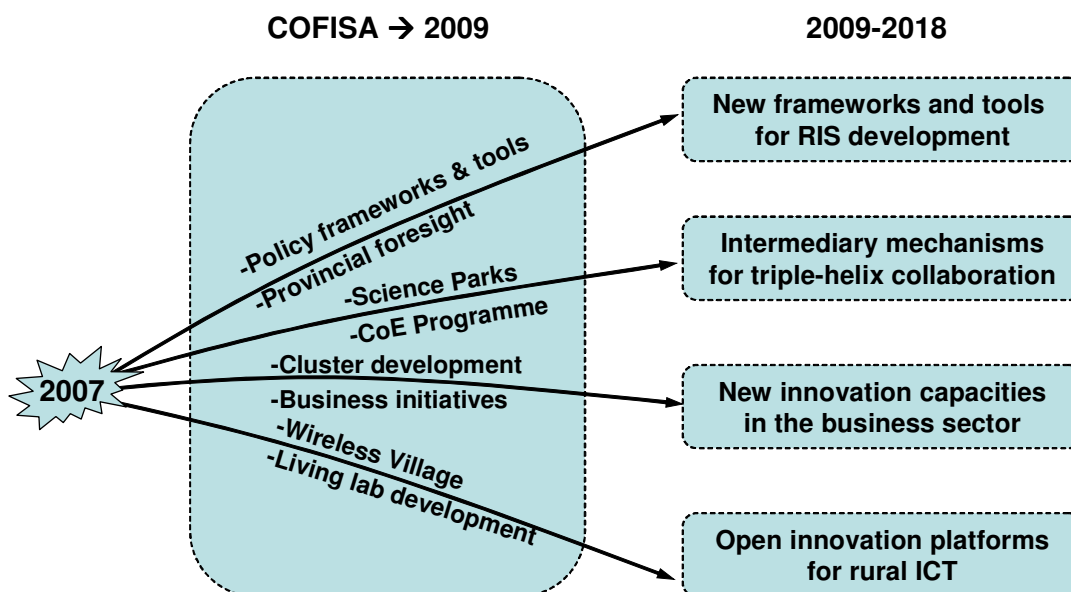 COFISA → 2009
2009-2018
-Policy frameworks & tools
-Provincial foresight
-Science Parks
-CoE Programme
2007
-Cluster development
-Business initiatives
-Wireless Village
-Living lab development
New frameworks and tools
for RIS development
Intermediary mechanisms
for triple-helix collaboration
New innovation capacities
in the business sector
Open innovation platforms
for rural ICT